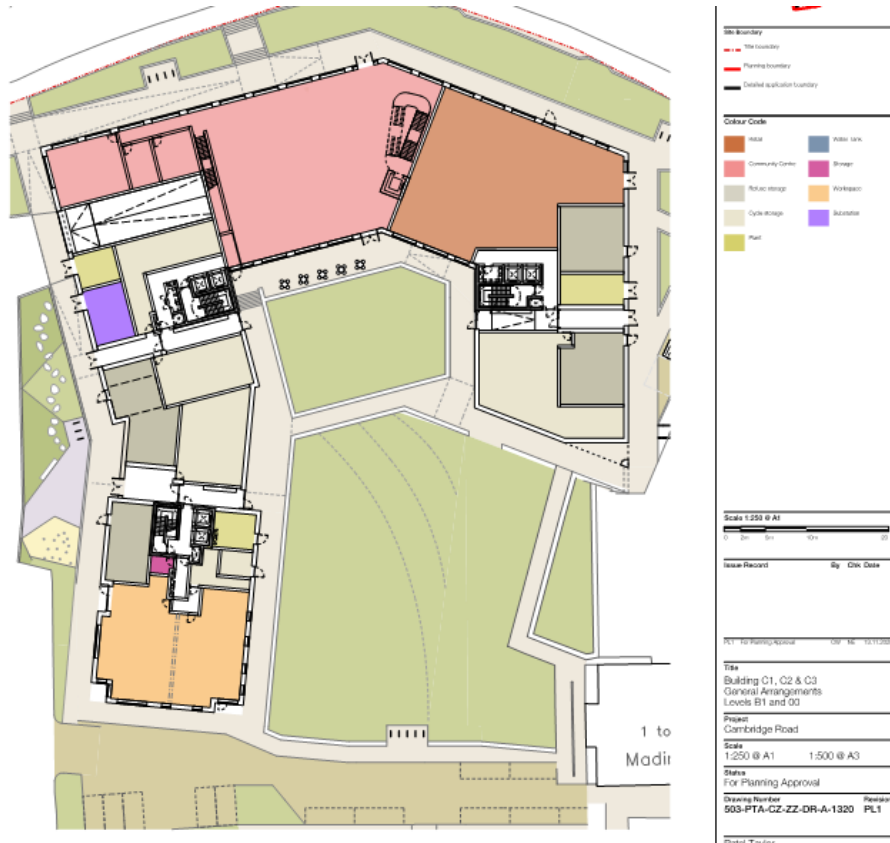 Site Boundary
Title boundary
Planning boundary
Detailed application boundary
Colour Code
Retail
Water tank
Community Centre
Storage
Refuse storage
Workspace
Cycle storage
Substation
Plant
Scale 1:250 @ A1
0 2m 5m 10m 20
Issue Record By Chk Date
PL1 For Planning Approval
1 to
Madin
Title
Building C1, C2 & C3
General Arrangements
Levels B1 and 00
Project
Cambridge Road
Scale
1:250 @ A1 1:500 @ A3
Status
For Planning Approval
Drawing Number Revision
503-PTA-CZ-ZZ-DR-A-1320 PL1
Patel Taylor